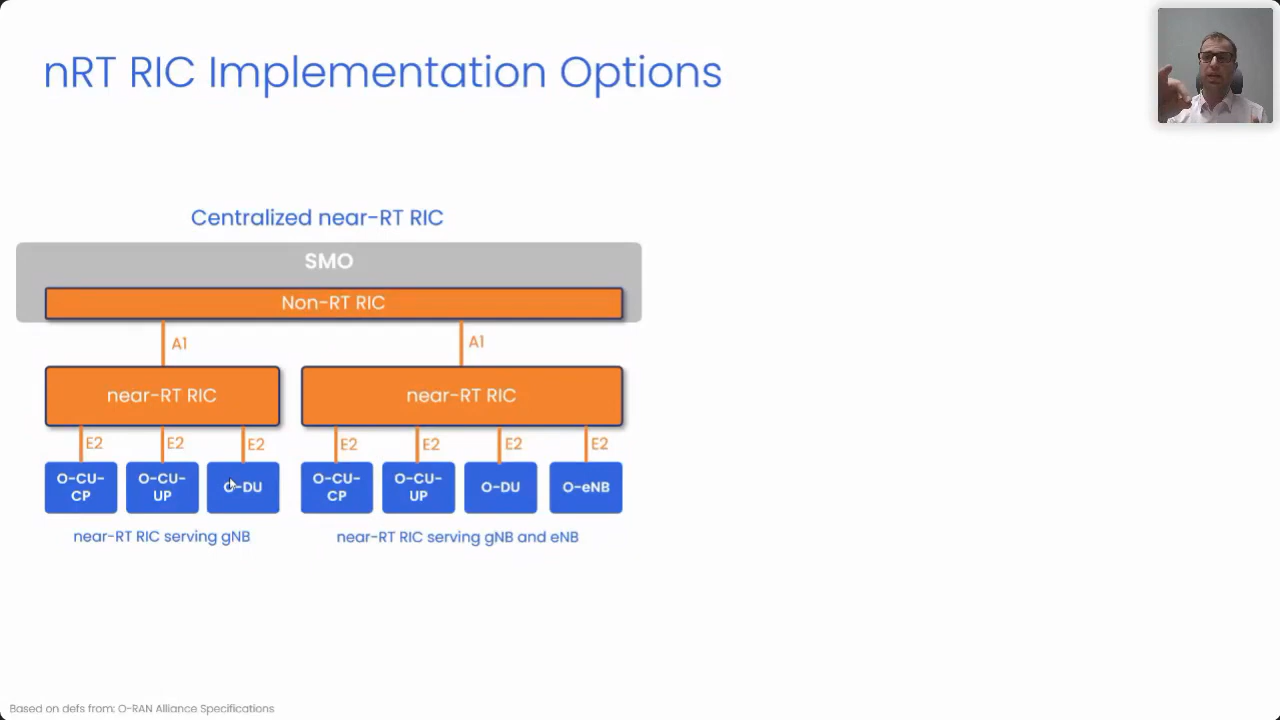 nRT RIC Implementation Options
Centralized near-RT RIC
SMO
Non-RT RIC
A1
A1
near-RT RIC
near-RT RIC
E2
E2
E2
E2
E2
E2
E2
O-CU-
CP
O-CU-
UP
O-DU
O-CU-
CP
O-CU-
UP
O-DU
O-eNB
near-RT RIC serving gNB
near-RT RIC serving gNB and eNB
Based on defs from: O-RAN Alliance Specifications